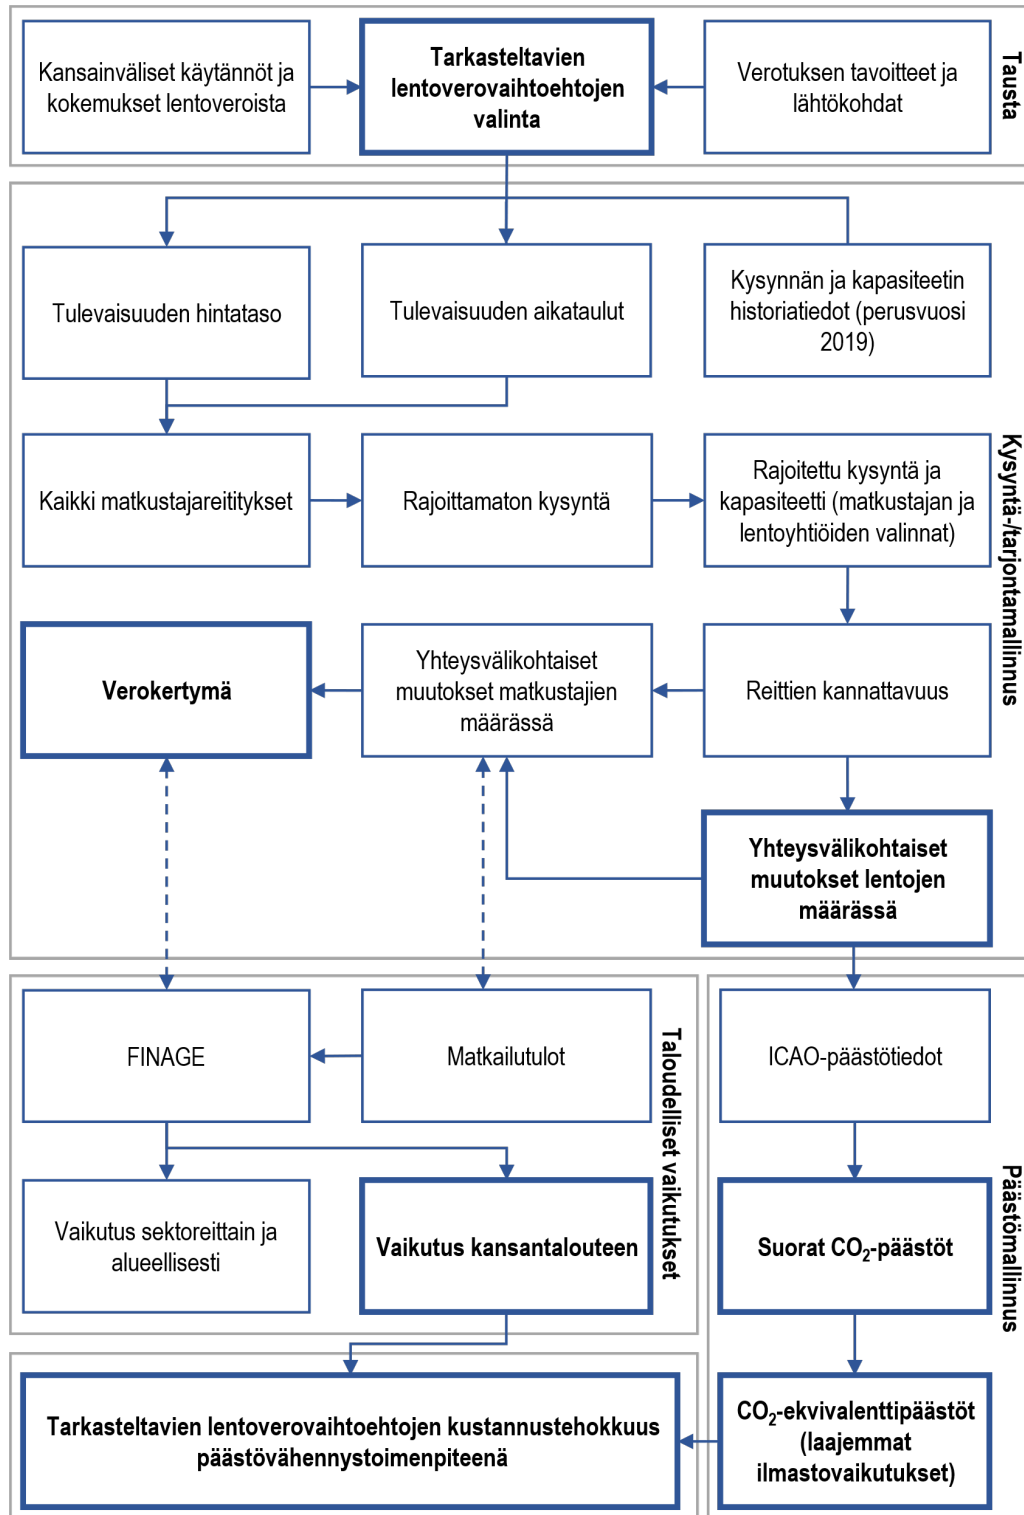 Kansainväliset käytännöt ja
kokemukset lentoveroista
Tarkasteltavien
lentoverovaihtoehtojen
valinta
Verotuksen tavoitteet ja
lähtökohdat
Tausta
Tulevaisuuden hintataso
Tulevaisuuden aikataulut
Kysynnän ja kapasiteetin
historiatiedot (perusvuosi
2019)
Kaikki matkustajareititykset
Rajoittamaton kysyntä
Rajoitettu kysyntä ja
kapasiteetti (matkustajan ja
lentoyhtiöiden valinnat)
Kysyntä-/tarjontamallinnus
Verokertymä
Yhteysvälikohtaiset
muutokset matkustajien
määrässä
Reittien kannattavuus
Yhteysvälikohtaiset
muutokset lentojen
määrässä
FINAGE
Matkailutulot
Taloudelliset vaikutukset
ICAO-päästötiedot
Vaikutus sektoreittain ja
alueellisesti
Vaikutus kansantalouteen
Suorat CO₂-päästöt
Päästömallinnus
Tarkasteltavien lentoverovaihtoehtojen kustannustehokkuus
päästövähennystoimenpiteenä
CO₂-ekvivalenttipäästöt
(laajemmat
ilmastovaikutukset)